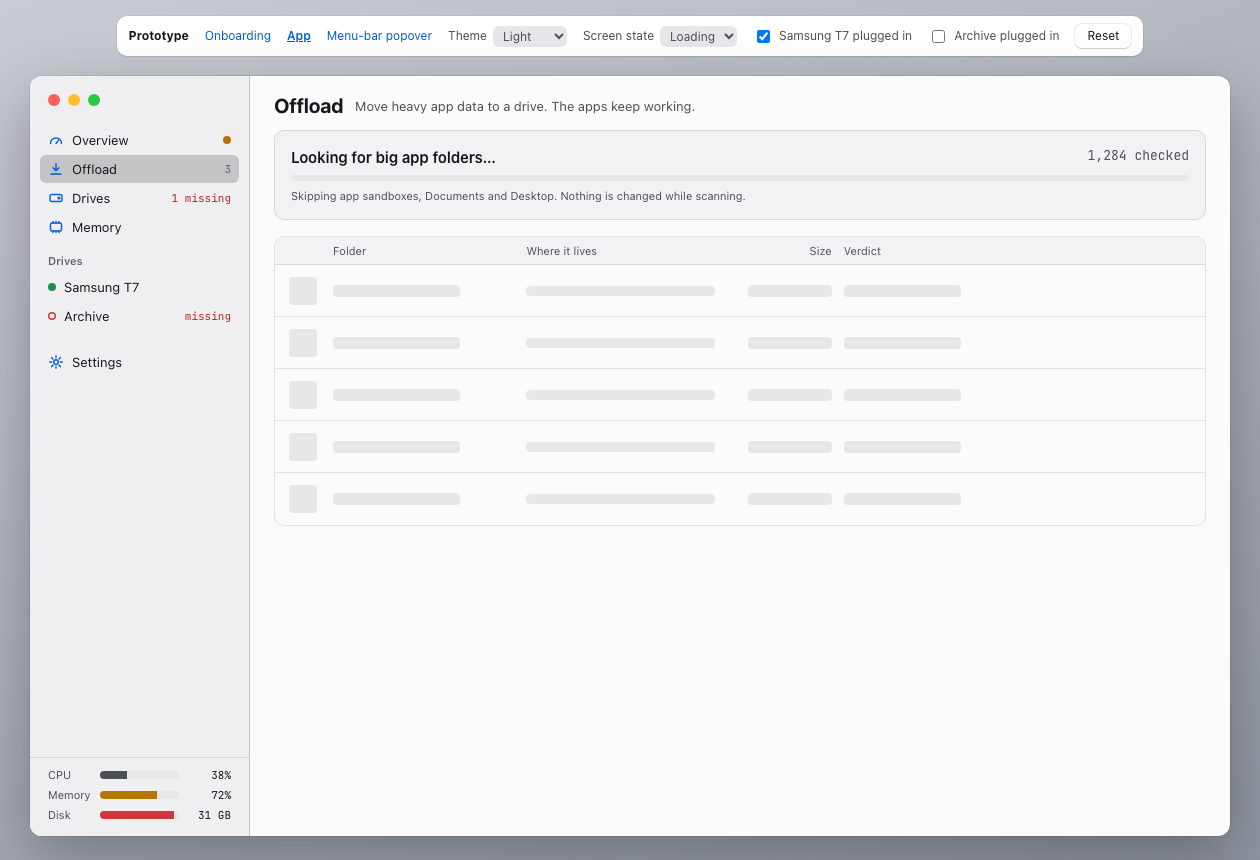 Prototype Onboarding App Menu-bar popover Theme Light Screen state Loading Samsung T7 plugged in Archive plugged in Reset
Overview
Offload 3
Drives 1 missing
Memory
Drives
Samsung T7
Archive missing
Settings
CPU 38%
Memory 72%
Disk 31 GB
Offload Move heavy app data to a drive. The apps keep working.
Looking for big app folders... 1,284 checked
Skipping app sandboxes, Documents and Desktop. Nothing is changed while scanning.
Folder Where it lives Size Verdict